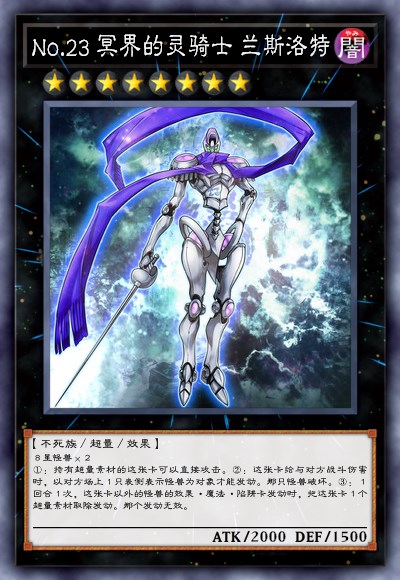 No.23 冥界的灵骑士 兰斯洛特
やみ
闇
【不死族／超量／效果】
８星怪兽×２
①：持有超量素材的这张卡可以直接攻击。②：这张卡给与对方战斗伤害
时，以对方场上１只表侧表示怪兽为对象才能发动。那只怪兽破坏。③：１
回合１次，这张卡以外的怪兽的效果·魔法·陷阱卡发动时，把这张卡１个
超量素材取除发动。那个发动无效。
ATK/2000 DEF/1500